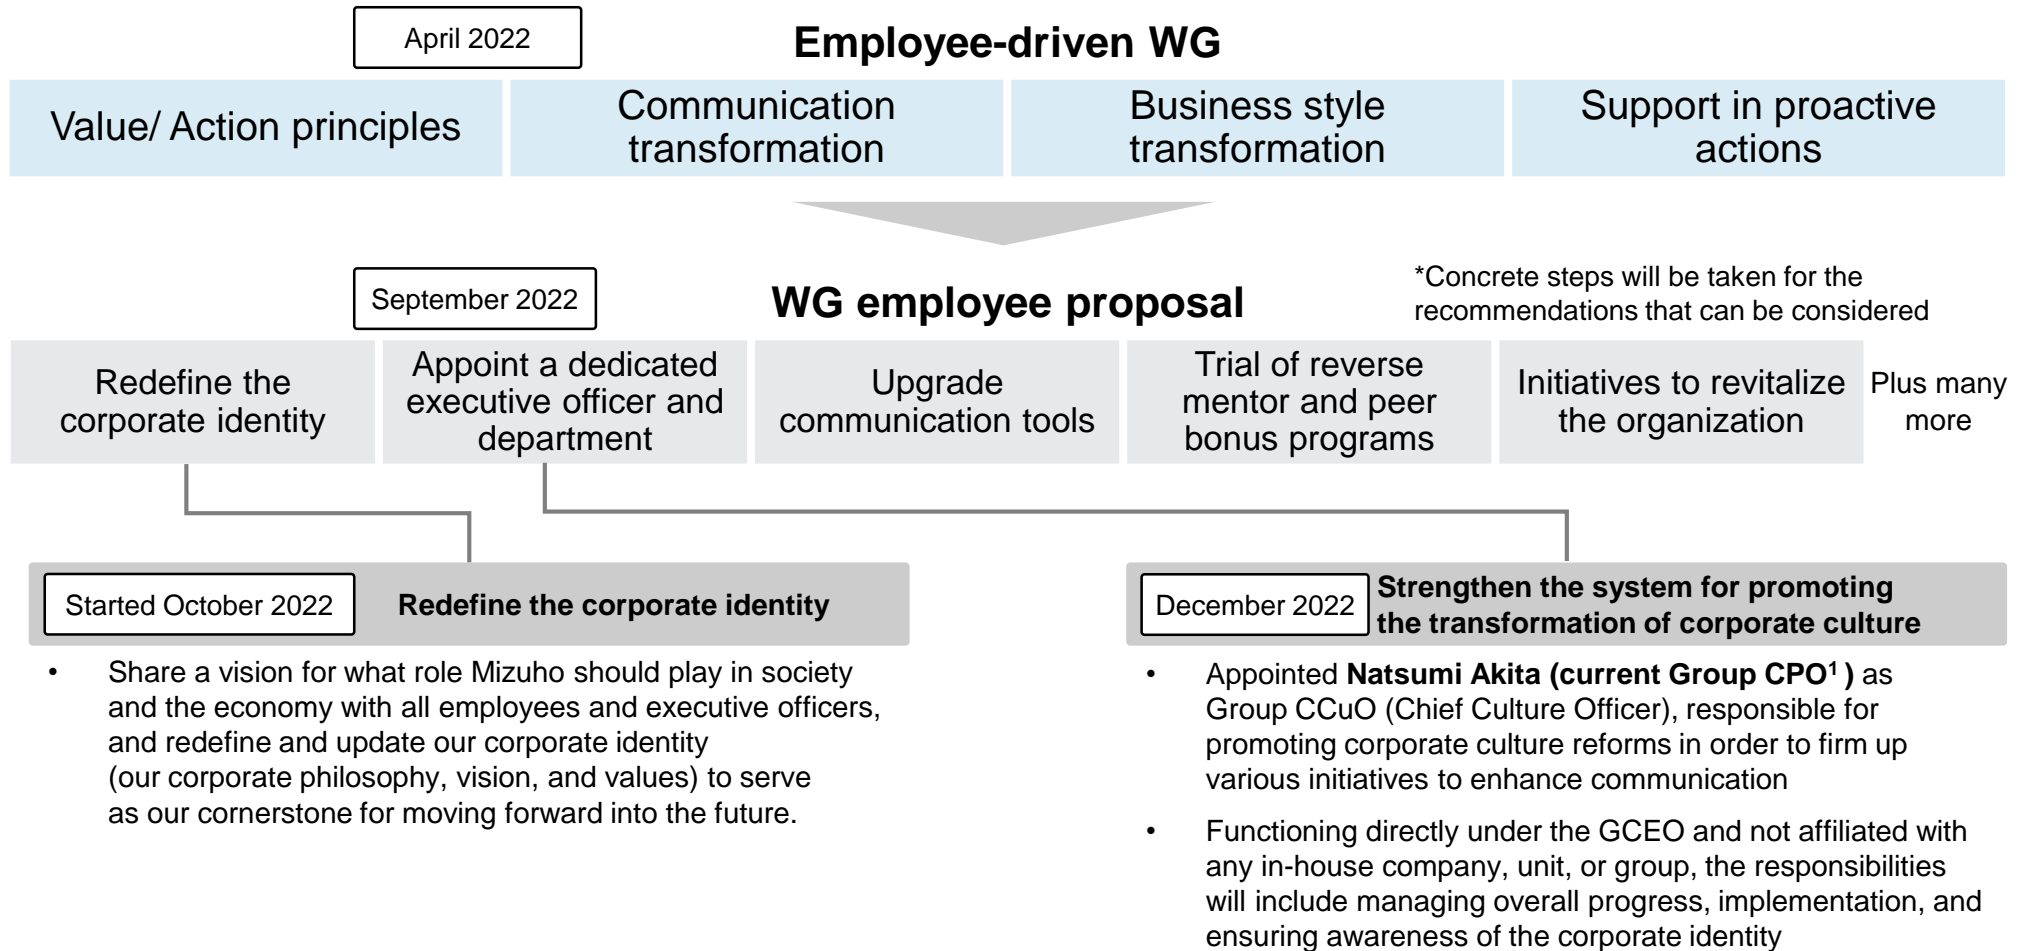 April 2022
Employee-driven WG
Value/ Action principles
Communication
transformation
Business style
transformation
Support in proactive
actions
September 2022
WG employee proposal
*Concrete steps will be taken for the
recommendations that can be considered
Redefine the
corporate identity
Appoint a dedicated
executive officer and
department
Upgrade
communication tools
Trial of reverse
mentor and peer
bonus programs
Initiatives to revitalize
the organization
Plus many
more
Started October 2022
Redefine the corporate identity
• Share a vision for what role Mizuho should play in society
and the economy with all employees and executive officers,
and redefine and update our corporate identity
(our corporate philosophy, vision, and values) to serve
as our cornerstone for moving forward into the future.
December 2022
Strengthen the system for promoting
the transformation of corporate culture
• Appointed Natsumi Akita (current Group CPO¹ ) as
Group CCuO (Chief Culture Officer), responsible for
promoting corporate culture reforms in order to firm up
various initiatives to enhance communication
• Functioning directly under the GCEO and not affiliated with
any in-house company, unit, or group, the responsibilities
will include managing overall progress, implementation, and
ensuring awareness of the corporate identity